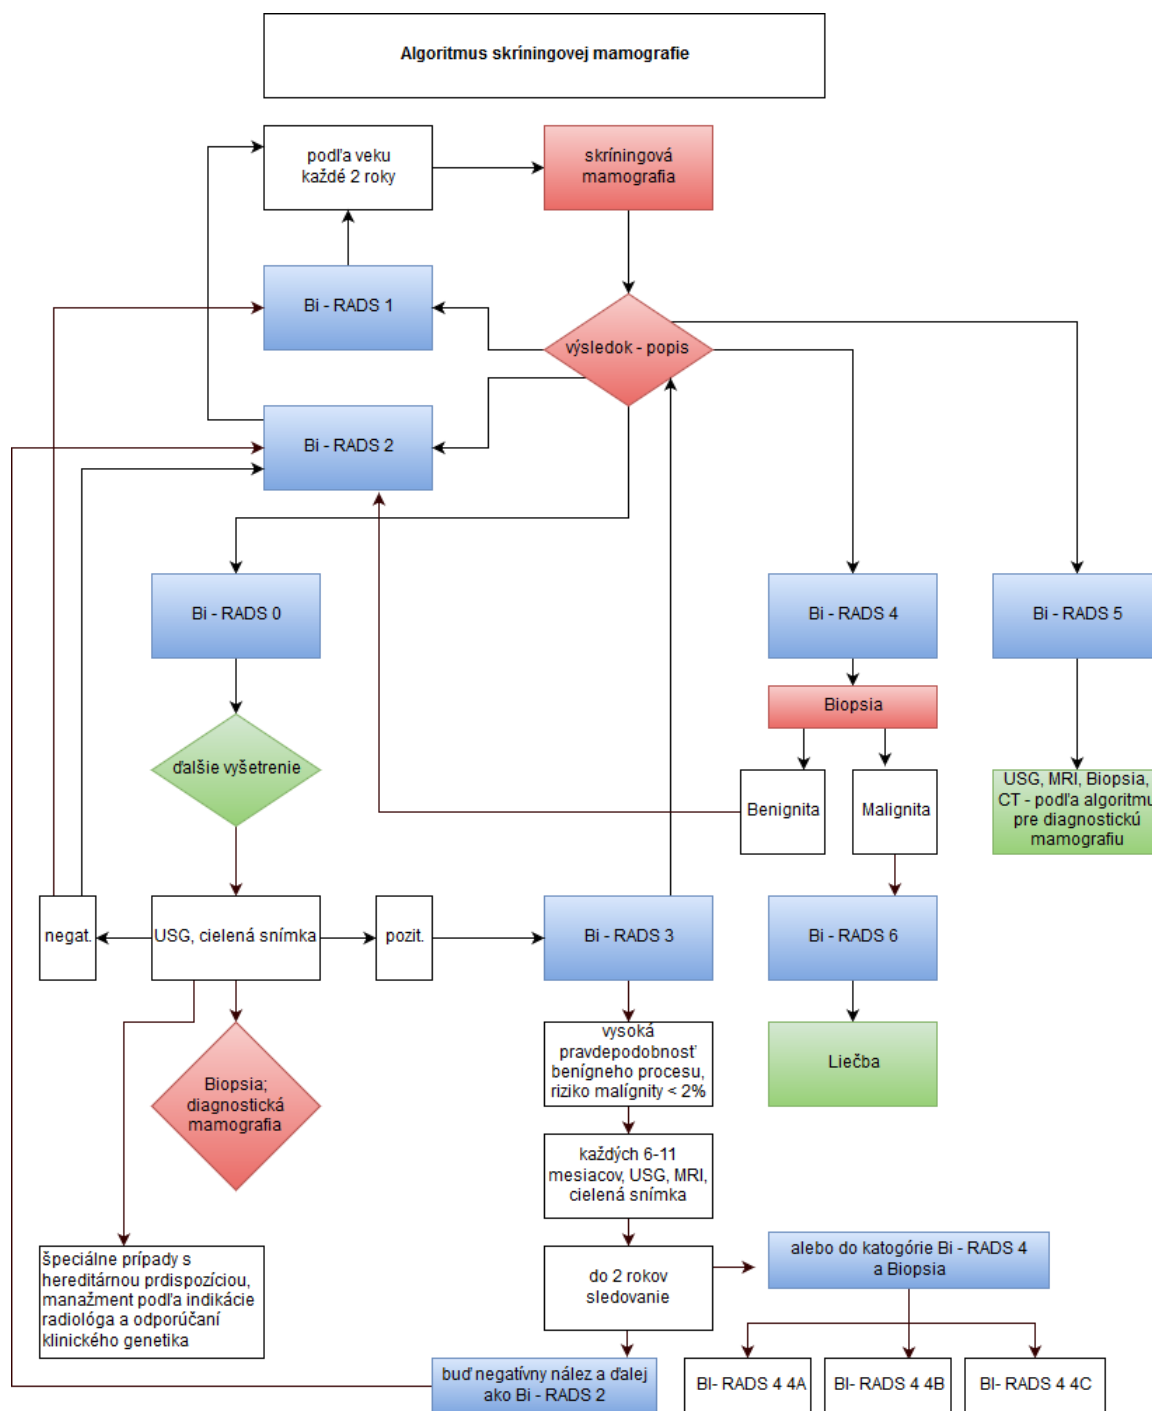 Algoritmus skríningovej mamografie
podľa veku
každé 2 roky
skríningová
mamografia
Bi - RADS 1
výsledok - popis
Bi - RADS 2
Bi - RADS 0
Bi - RADS 4
Bi - RADS 5
Biopsia
ďalšie vyšetrenie
Benignita
Malignita
USG, MRI, Biopsia,
CT - podľa algoritmu
pre diagnostickú
mamografiu
negat.
USG, cielená snímka
pozit.
Bi - RADS 3
Bi - RADS 6
Biopsia;
diagnostická
mamografia
vysoká
pravdepodobnosť
benígneho procesu,
riziko malígnity < 2%
Liečba
každých 6-11
mesiacov, USG, MRI,
cielená snímka
špeciálne prípady s
hereditárnou prdispozíciou,
manažment podľa indikácie
radiológa a odporúčaní
klinického genetika
do 2 rokov
sledovanie
alebo do katogórie Bi - RADS 4
a Biopsia
buď negatívny nález a ďalej
ako Bi - RADS 2
BI- RADS 4 4A
BI- RADS 4 4B
BI- RADS 4 4C